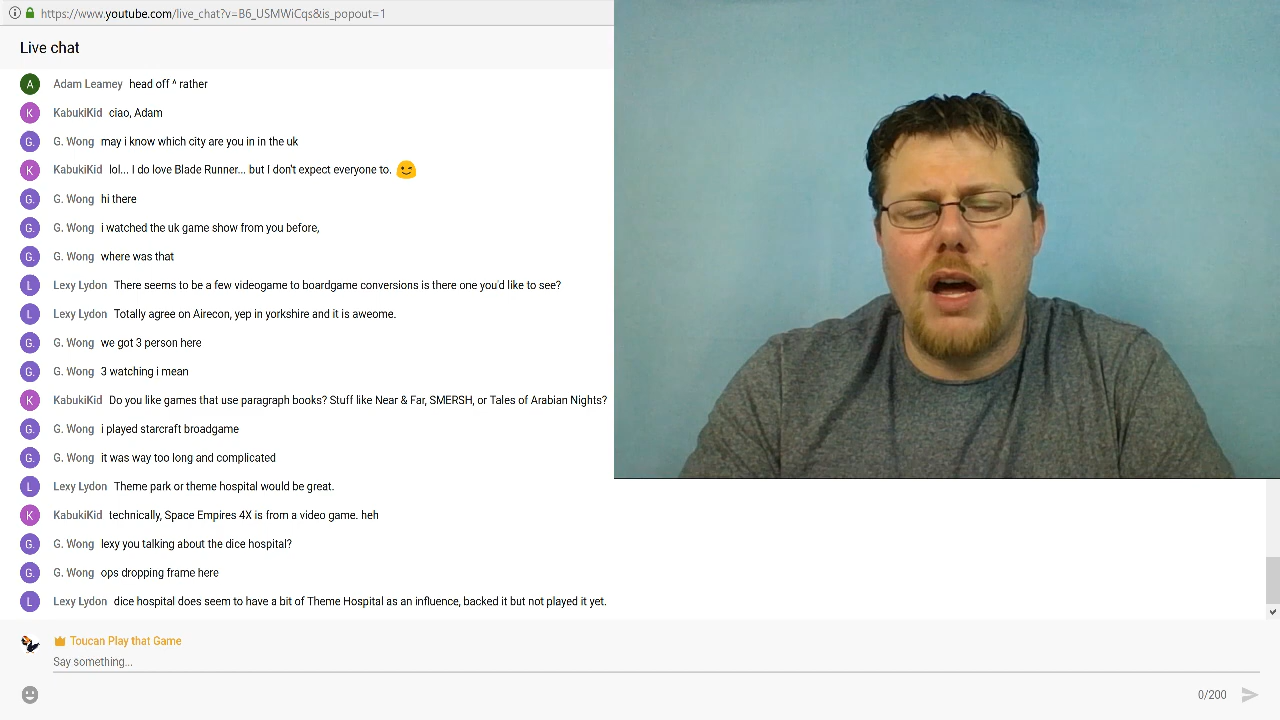 https://www.youtube.com/live_chat?v=B6_USMWiCqs&is_popout=1
Live chat
A Adam Leamey head off ^ rather
K KabukiKid ciao, Adam
G. G. Wong may i know which city are you in in the uk
K KabukiKid lol... I do love Blade Runner... but I don't expect everyone to. 😉
G. G. Wong hi there
G. G. Wong i watched the uk game show from you before,
G. G. Wong where was that
L Lexy Lydon There seems to be a few videogame to boardgame conversions is there one you'd like to see?
L Lexy Lydon Totally agree on Airecon, yep in yorkshire and it is aweome.
G. G. Wong we got 3 person here
G. G. Wong 3 watching i mean
K KabukiKid Do you like games that use paragraph books? Stuff like Near & Far, SMERSH, or Tales of Arabian Nights?
G. G. Wong i played starcraft broadgame
G. G. Wong it was way too long and complicated
L Lexy Lydon Theme park or theme hospital would be great.
K KabukiKid technically, Space Empires 4X is from a video game. heh
G. G. Wong lexy you talking about the dice hospital?
G. G. Wong ops dropping frame here
L Lexy Lydon dice hospital does seem to have a bit of Theme Hospital as an influence, backed it but not played it yet.
Toucan Play that Game
Say something...
0/200